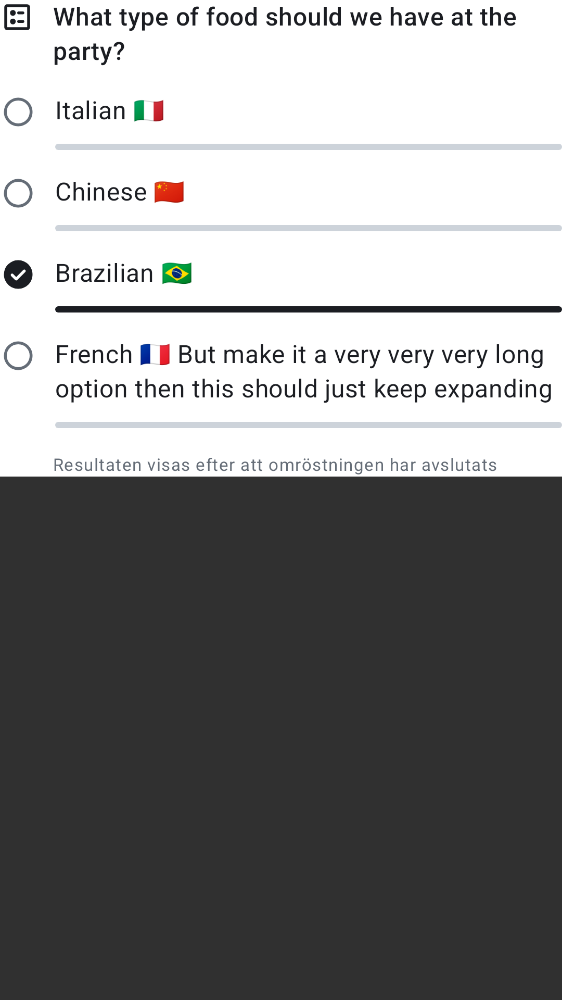 What type of food should we have at the
party?
Italian 🇮🇹
Chinese 🇨🇳
Brazilian 🇧🇷
French 🇫🇷 But make it a very very very long
option then this should just keep expanding
Resultaten visas efter att omröstningen har avslutats